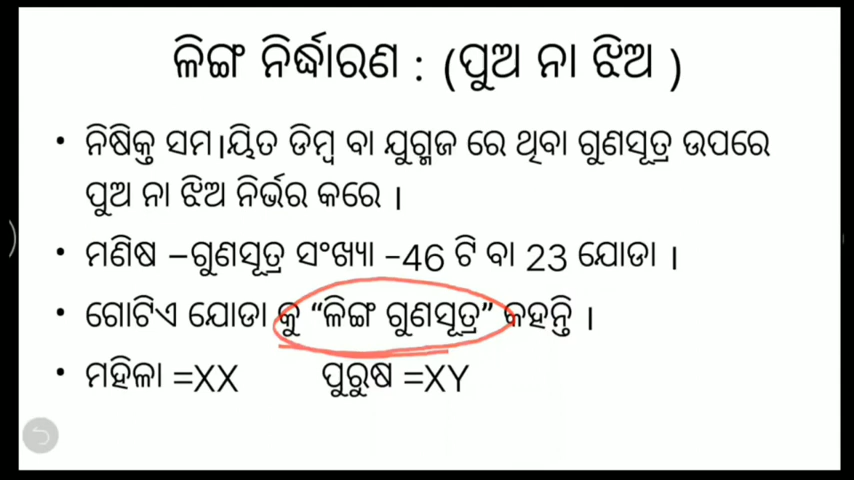 ଲିଙ୍ଗ ନିର୍ଦ୍ଧାରଣ : (ପୁଅ ନା ଝିଅ )
• ନିଷିକ୍ତ ସମ।ୟିତ ଡିମ୍ବ ବା ଯୁଗ୍ମଜ ରେ ଥିବା ଗୁଣସୂତ୍ର ଉପରେ
ପୁଅ ନା ଝିଅ ନିର୍ଭର କରେ ।
• ମଣିଷ –ଗୁଣସୂତ୍ର ସଂଖ୍ୟା -46 ଟି ବା 23 ଯୋଡା ।
• ଗୋଟିଏ ଯୋଡା କୁ “ଲିଙ୍ଗ ଗୁଣସୂତ୍ର” କହନ୍ତି ।
• ମହିଳା =XX ପୁରୁଷ =XY